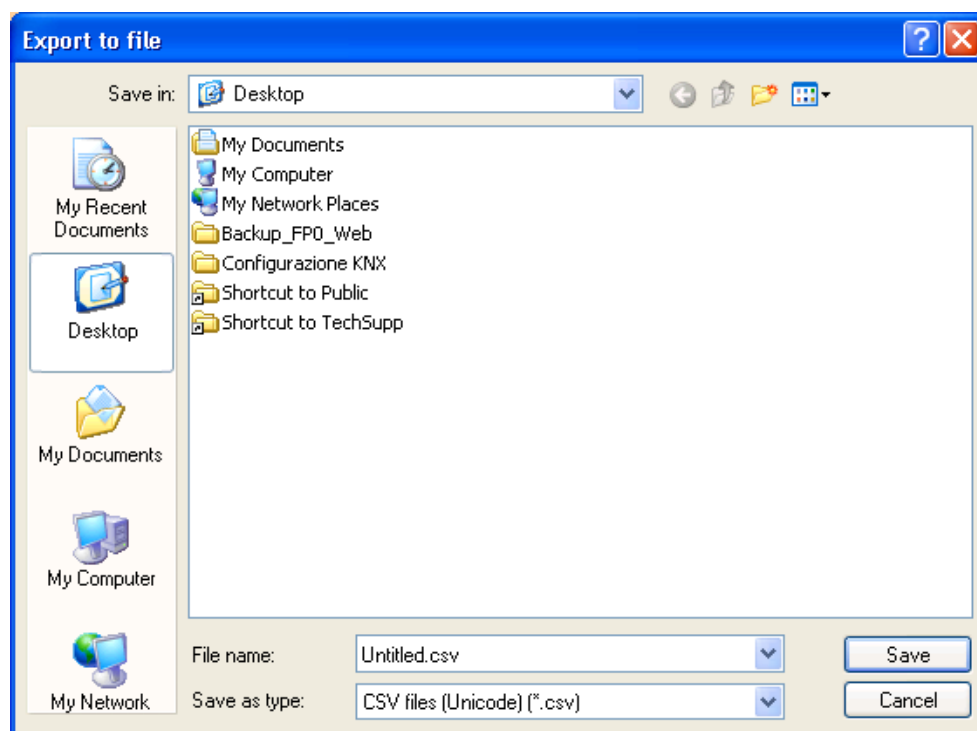 Export to file
Save in: Desktop
My Recent
Documents
Desktop
My Documents
My Computer
My Network
My Documents
My Computer
My Network Places
Backup_FP0_Web
Configurazione KNX
Shortcut to Public
Shortcut to TechSupp
File name: Untitled.csv Save
Save as type: CSV files (Unicode) (*.csv) Cancel